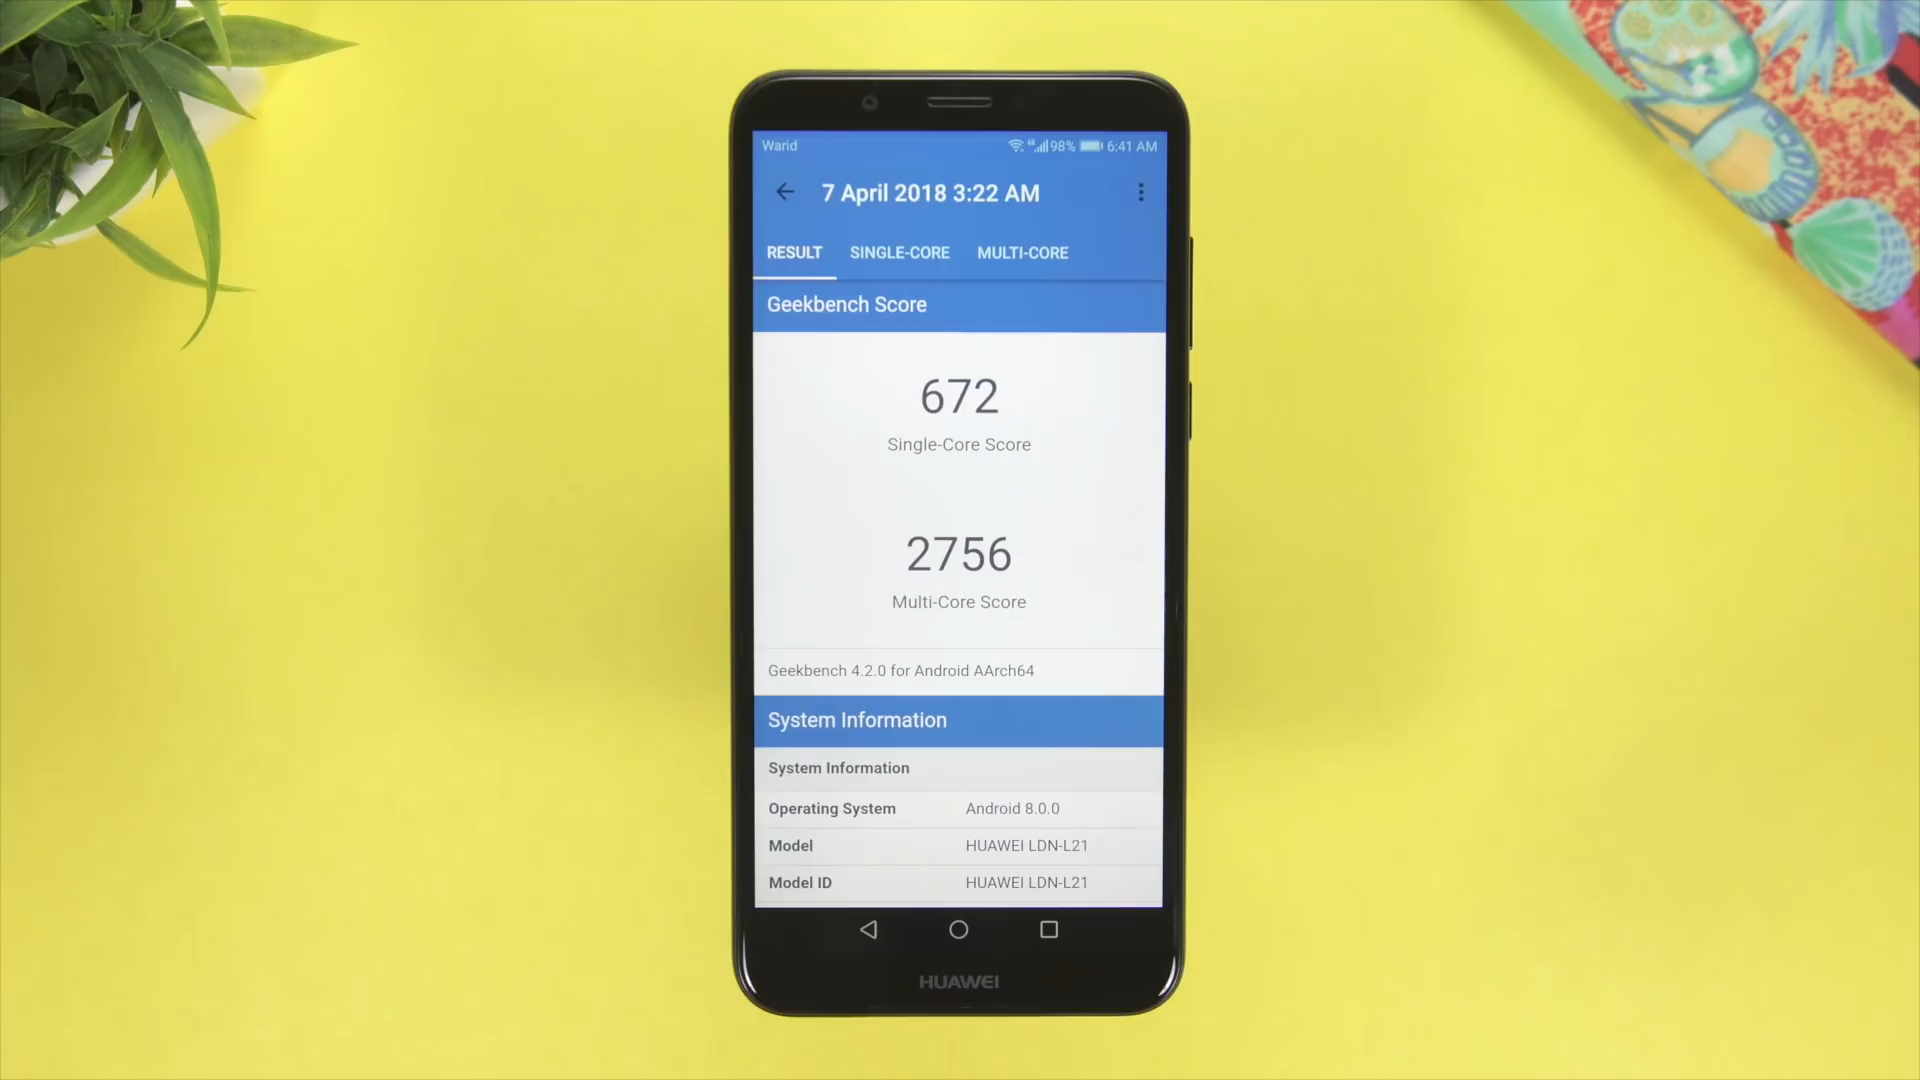 Warid 98% 6:41 AM
7 April 2018 3:22 AM
RESULT SINGLE-CORE MULTI-CORE
Geekbench Score
672
Single-Core Score
2756
Multi-Core Score
Geekbench 4.2.0 for Android AArch64
System Information
System Information
Operating System Android 8.0.0
Model HUAWEI LDN-L21
Model ID HUAWEI LDN-L21
HUAWEI